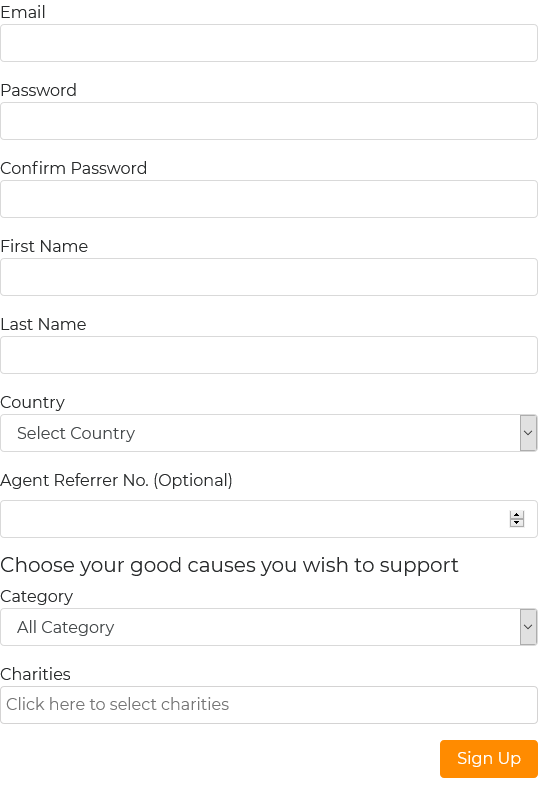 Email
Password
Confirm Password
First Name
Last Name
Country
Select Country
Agent Referrer No. (Optional)
Choose your good causes you wish to support
Category
All Category
Charities
Click here to select charities
Sign Up